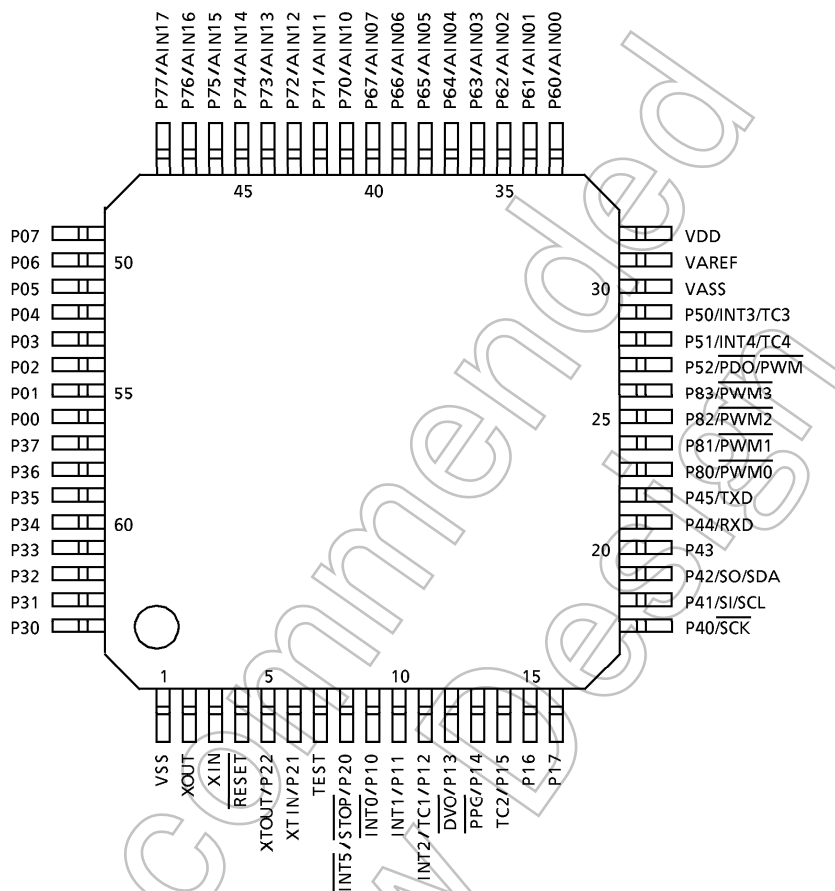 P77/AIN17
P76/AIN16
P75/AIN15
P74/AIN14
P73/AIN13
P72/AIN12
P71/AIN11
P70/AIN10
P67/AIN07
P66/AIN06
P65/AIN05
P64/AIN04
P63/AIN03
P62/AIN02
P61/AIN01
P60/AIN00
45
40
35
P07
P06
P05
P04
P03
P02
P01
P00
P37
P36
P35
P34
P33
P32
P31
P30
50
55
60
30
25
20
VDD
VAREF
VASS
P50/INT3/TC3
P51/INT4/TC4
P52/PDO/PWM
P83/PWM3
P82/PWM2
P81/PWM1
P80/PWM0
P45/TXD
P44/RXD
P43
P42/SO/SDA
P41/SI/SCL
P40/SCK
1
5
10
15
VSS
XOUT
XIN
RESET
XTOUT/P22
XTIN/P21
TEST
INT5/STOP/P20
INT0/P10
INT1/P11
INT2/TC1/P12
DVO/P13
PPG/P14
TC2/P15
P16
P17
commended
w Design